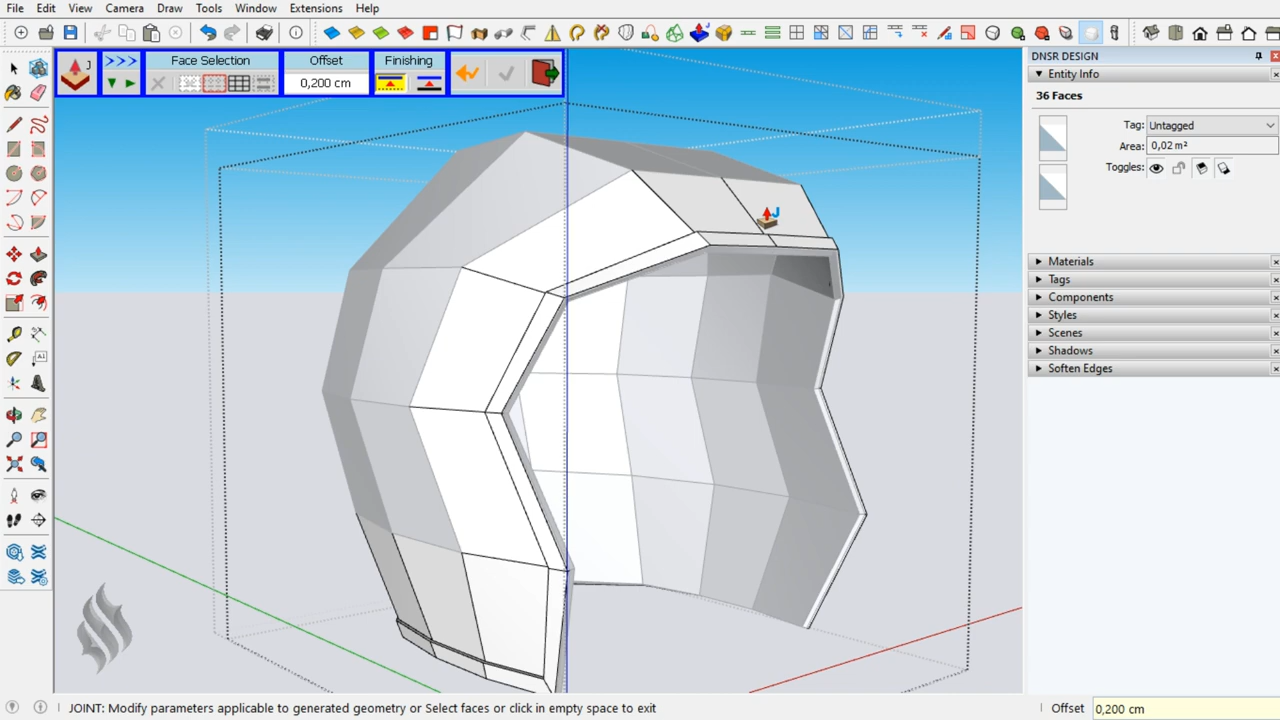 File Edit Camera Draw Tools Window Extensions Help
Face Selection
Offset
Finishing
J
0,200 cm
J
A1
DNSR DESIGN
Entity Info
36 Faces
Tag: Untagged
Area: 0,02 m²
Toggles:
Materials
Tags
Components
Styles
Scenes
Shadows
Soften Edges
JOINT: Modify parameters applicable to generated geometry or Select faces or click in empty space to exit
Offset 0,200 cm